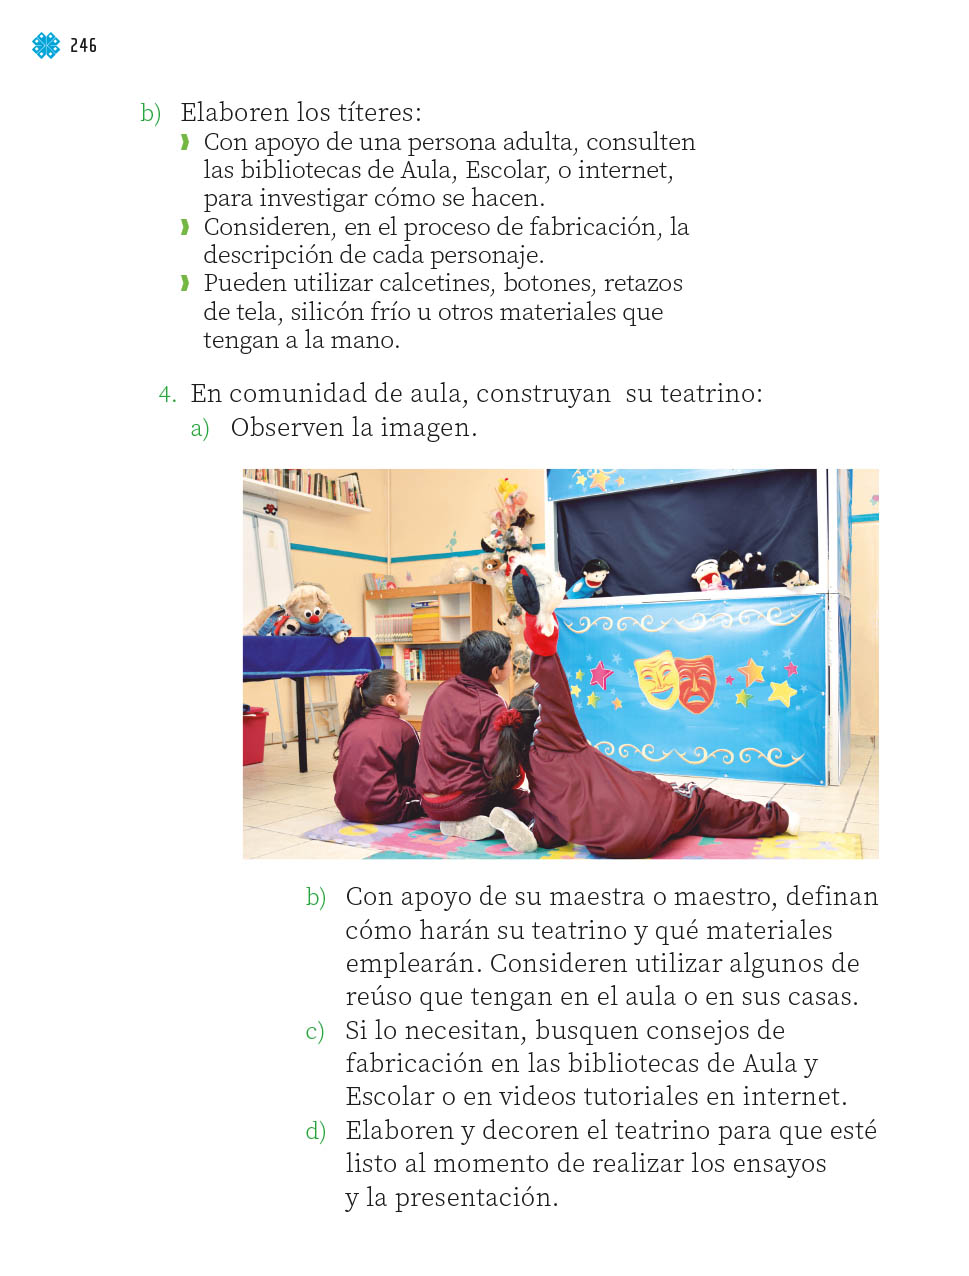 246
b) Elaboren los títeres:
Con apoyo de una persona adulta, consulten
las bibliotecas de Aula, Escolar, o internet,
para investigar cómo se hacen.
Consideren, en el proceso de fabricación, la
descripción de cada personaje.
Pueden utilizar calcetines, botones, retazos
de tela, silicón frío u otros materiales que
tengan a la mano.
4. En comunidad de aula, construyan su teatrino:
a) Observen la imagen.
b) Con apoyo de su maestra o maestro, definan
cómo harán su teatrino y qué materiales
emplearán. Consideren utilizar algunos de
reúso que tengan en el aula o en sus casas.
c) Si lo necesitan, busquen consejos de
fabricación en las bibliotecas de Aula y
Escolar o en videos tutoriales en internet.
d) Elaboren y decoren el teatrino para que esté
listo al momento de realizar los ensayos
y la presentación.